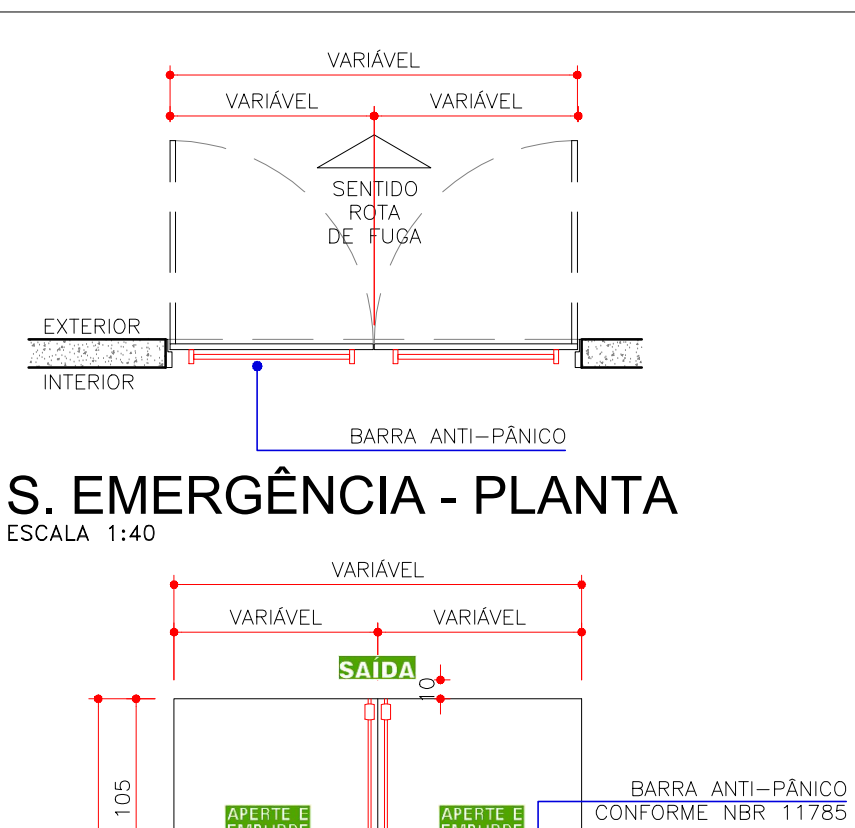 VARIÁVEL
VARIÁVEL
VARIÁVEL
SENTIDO
ROTA
DE FUGA
EXTERIOR
INTERIOR
BARRA ANTI-PÂNICO
S. EMERGÊNCIA - PLANTA
ESCALA 1:40
VARIÁVEL
VARIÁVEL
VARIÁVEL
SAÍDA
10
105
APERTE E
APERTE E
BARRA ANTI-PÂNICO
CONFORME NBR 11785